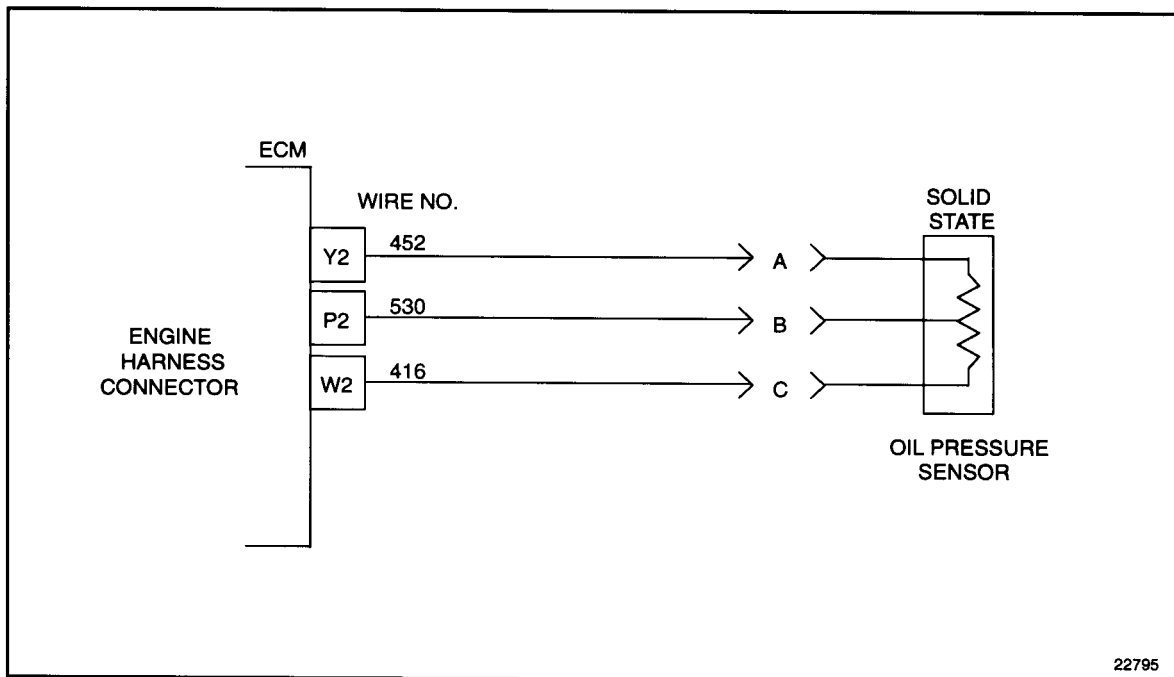 ECM
WIRE NO.
SOLID
STATE
Y2
452
A
P2
530
B
W2
416
C
ENGINE
HARNESS
CONNECTOR
OIL PRESSURE
SENSOR
22795